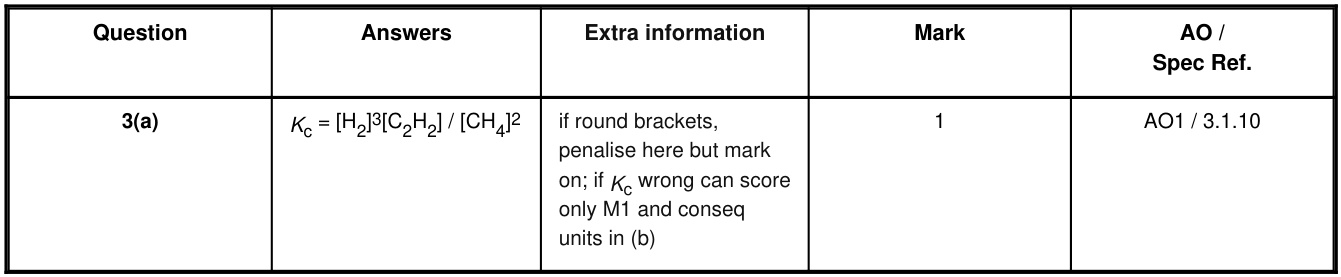 Question Answers Extra information Mark AO /
Spec Ref.
3(a) Kc = [H2]3[C2H2] / [CH4]2 if round brackets, 1 AO1 / 3.1.10
penalise here but mark
on; if Kc wrong can score
only M1 and conseq
units in (b)